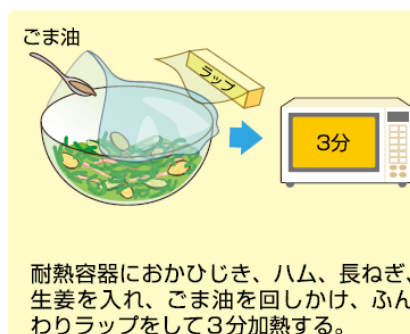 ごま油
ラップ
3分
耐熱容器におかひじき、ハム、長ねぎ、
生姜を入れ、ごま油を回しかけ、ふん
わりラップをして3分加熱する。